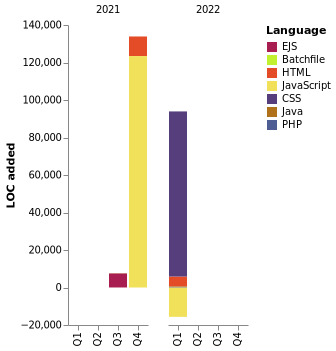 2021 2022
Language
EJS
Batchfile
HTML
JavaScript
CSS
Java
PHP
LOC added
140,000
120,000
100,000
80,000
60,000
40,000
20,000
0
−20,000
Q1 Q2 Q3 Q4 Q1 Q2 Q3 Q4